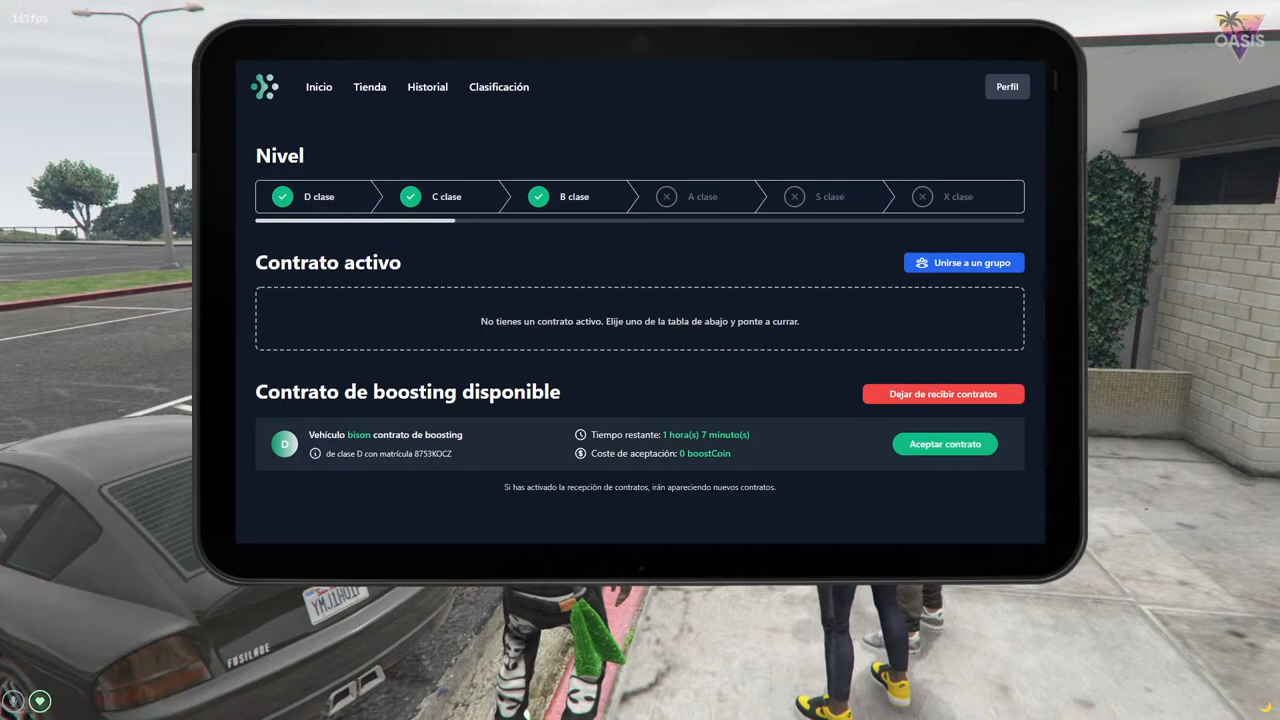 OASIS
Inicio Tienda Historial Clasificación Perfil
Nivel
D clase C clase B clase A clase S clase X clase
Contrato activo
Unirse a un grupo
No tienes un contrato activo. Elije uno de la tabla de abajo y ponte a currar.
Contrato de boosting disponible
Dejar de recibir contratos
D
Vehículo bison contrato de boosting
de clase D con matrícula 8753KOCZ
Tiempo restante: 1 hora(s) 7 minuto(s)
Coste de aceptación: 0 boostCoin
Aceptar contrato
Si has activado la recepción de contratos, irán apareciendo nuevos contratos.
FUSILADE